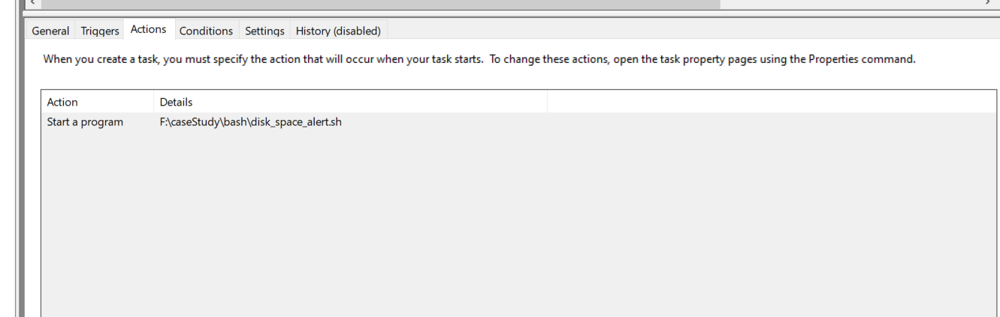 General Triggers Actions Conditions Settings History (disabled)
When you create a task, you must specify the action that will occur when your task starts.  To change these actions, open the task property pages using the Properties command.
Action Details
Start a program F:\caseStudy\bash\disk_space_alert.sh